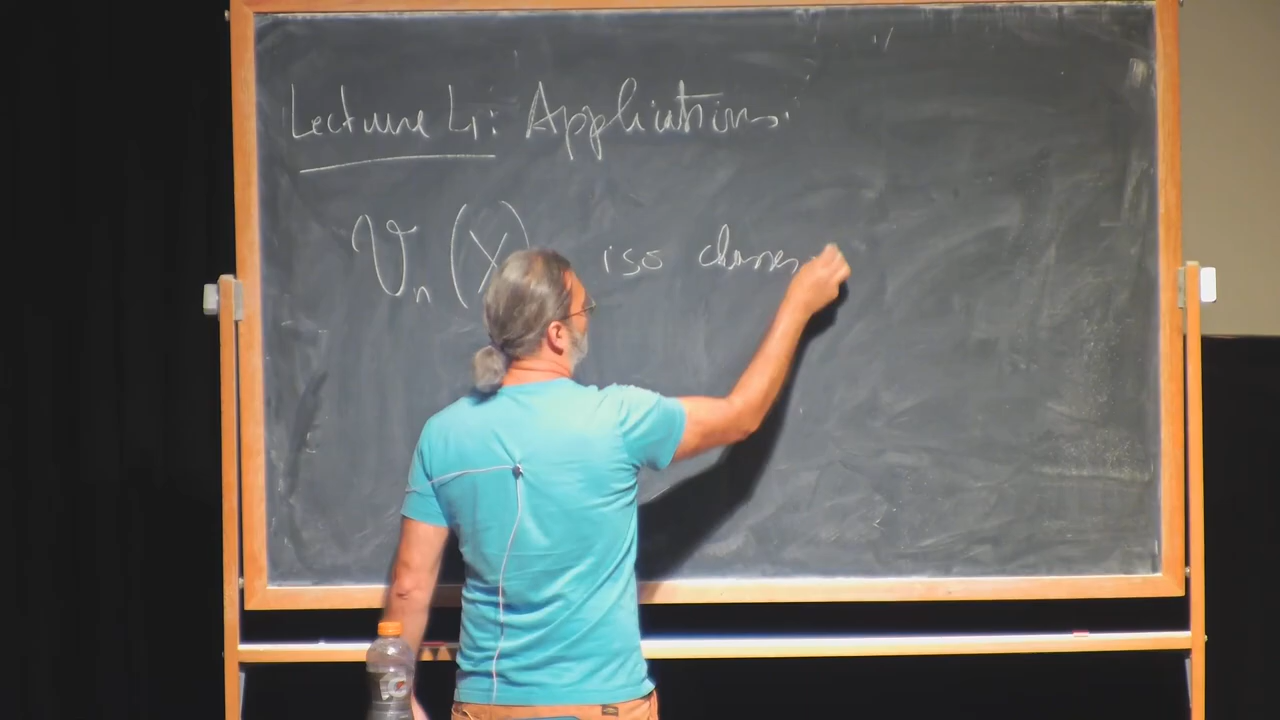 Lecture 4: Applications.
𝒱n (X) iso classes